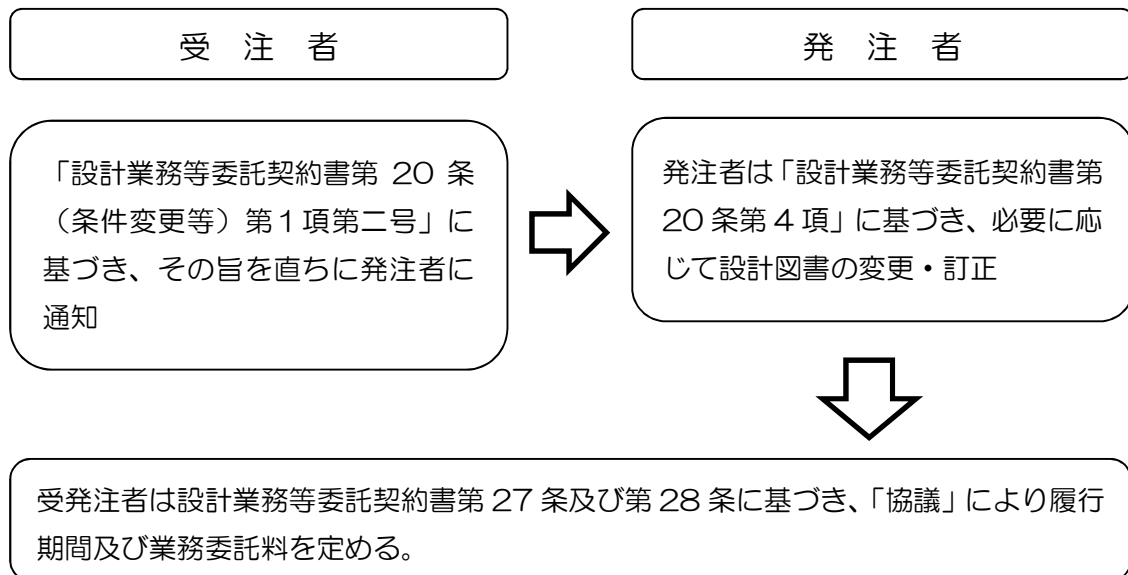 受 注 者
発 注 者
「設計業務等委託契約書第 20 条
（条件変更等）第１項第二号」に
基づき、その旨を直ちに発注者に
通知
発注者は「設計業務等委託契約書第
20 条第 4 項」に基づき、必要に応
じて設計図書の変更・訂正
受発注者は設計業務等委託契約書第 27 条及び第 28 条に基づき、「協議」により履行
期間及び業務委託料を定める。